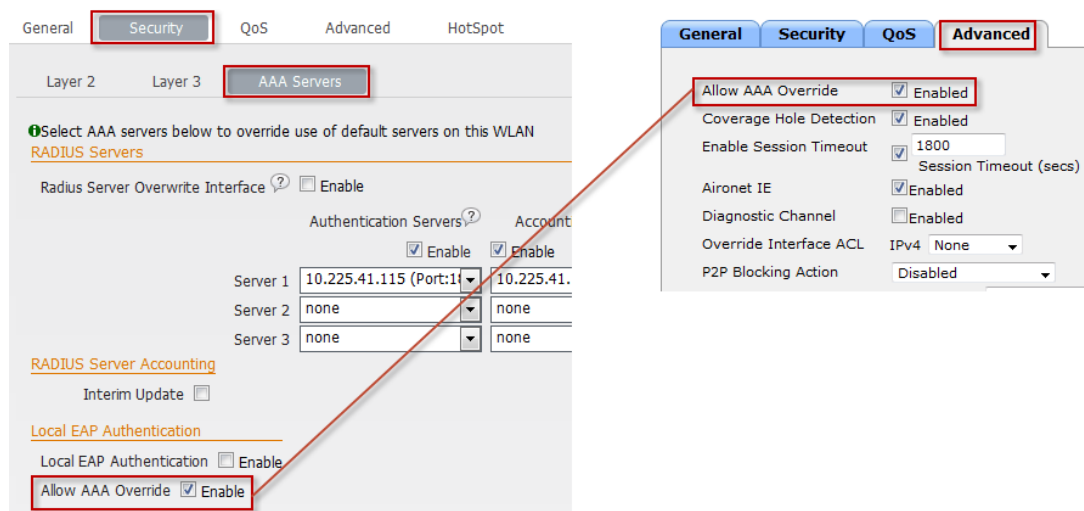 General Security QoS Advanced HotSpot
Layer 2 Layer 3 AAA Servers
Select AAA servers below to override use of default servers on this WLAN
RADIUS Servers
Radius Server Overwrite Interface ? Enable
Authentication Servers ? Account
Enable Enable
Server 1 10.225.41.115 (Port:18 10.225.41.
Server 2 none none
Server 3 none none
RADIUS Server Accounting
Interim Update
Local EAP Authentication
Local EAP Authentication Enable
Allow AAA Override Enable
General Security QoS Advanced
Allow AAA Override Enabled
Coverage Hole Detection Enabled
Enable Session Timeout 1800
Session Timeout (secs)
Aironet IE Enabled
Diagnostic Channel Enabled
Override Interface ACL IPv4 None
P2P Blocking Action Disabled